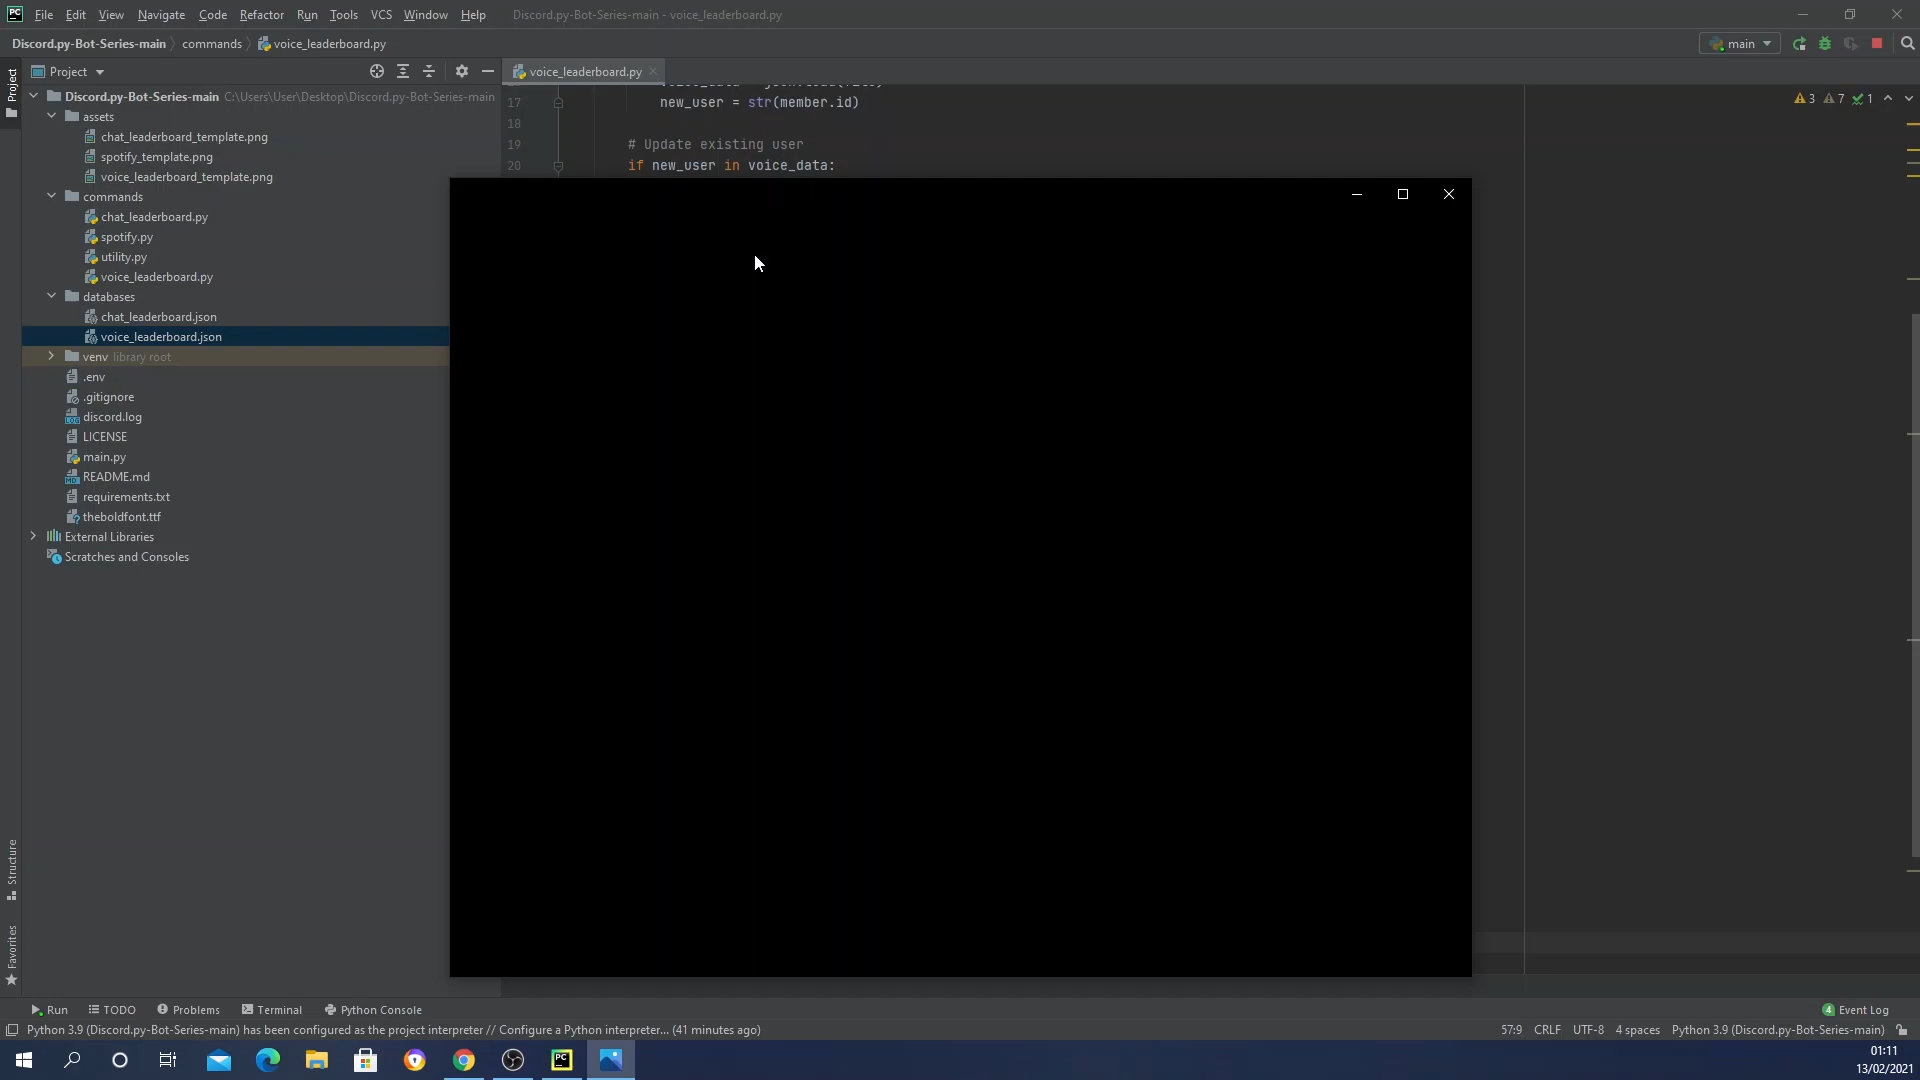 PC File Edit View Navigate Code Refactor Run Tools VCS Window Help Discord.py-Bot-Series-main - voice_leaderboard.py
Discord.py-Bot-Series-main commands voice_leaderboard.py main
Project Project voice_leaderboard.py
Discord.py-Bot-Series-main C:\Users\User\Desktop\Discord.py-Bot-Series-main
assets
chat_leaderboard_template.png
spotify_template.png
voice_leaderboard_template.png
commands
chat_leaderboard.py
spotify.py
utility.py
voice_leaderboard.py
databases
chat_leaderboard.json
voice_leaderboard.json
venv library root
.env
.gitignore
discord.log
LICENSE
main.py
README.md
requirements.txt
theboldfont.ttf
External Libraries
Scratches and Consoles
17 new_user = str(member.id)
18
19 # Update existing user
20 if new_user in voice_data:
3 7 1
Structure
Favorites
Run TODO Problems Terminal Python Console 4 Event Log
Python 3.9 (Discord.py-Bot-Series-main) has been configured as the project interpreter // Configure a Python interpreter... (41 minutes ago) 57:9 CRLF UTF-8 4 spaces Python 3.9 (Discord.py-Bot-Series-main)
PC
01:11
13/02/2021